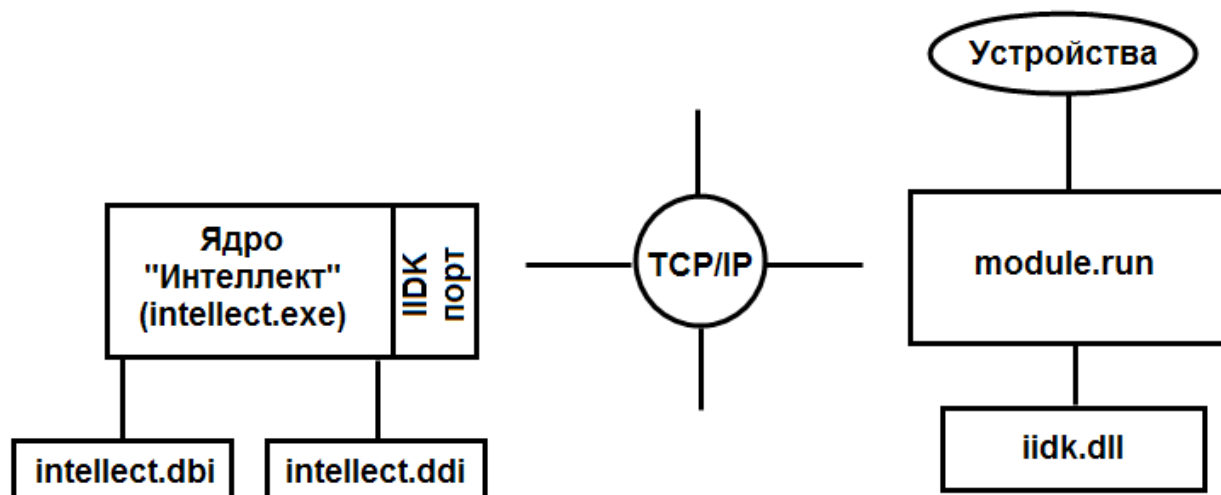 Устройства
Ядро
"Интеллект"
(intellect.exe)
IIDK
порт
TCP/IP
module.run
intellect.dbi
intellect.ddi
iidk.dll